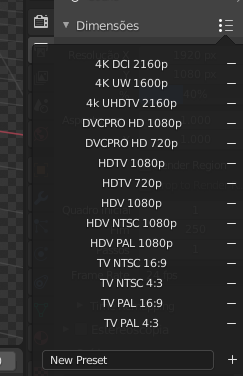 Dimensões
4K DCI 2160p
4K UW 1600p
4k UHDTV 2160p
DVCPRO HD 1080p
DVCPRO HD 720p
HDTV 1080p
HDTV 720p
HDV 1080p
HDV NTSC 1080p
HDV PAL 1080p
TV NTSC 16:9
TV NTSC 4:3
TV PAL 16:9
TV PAL 4:3
New Preset